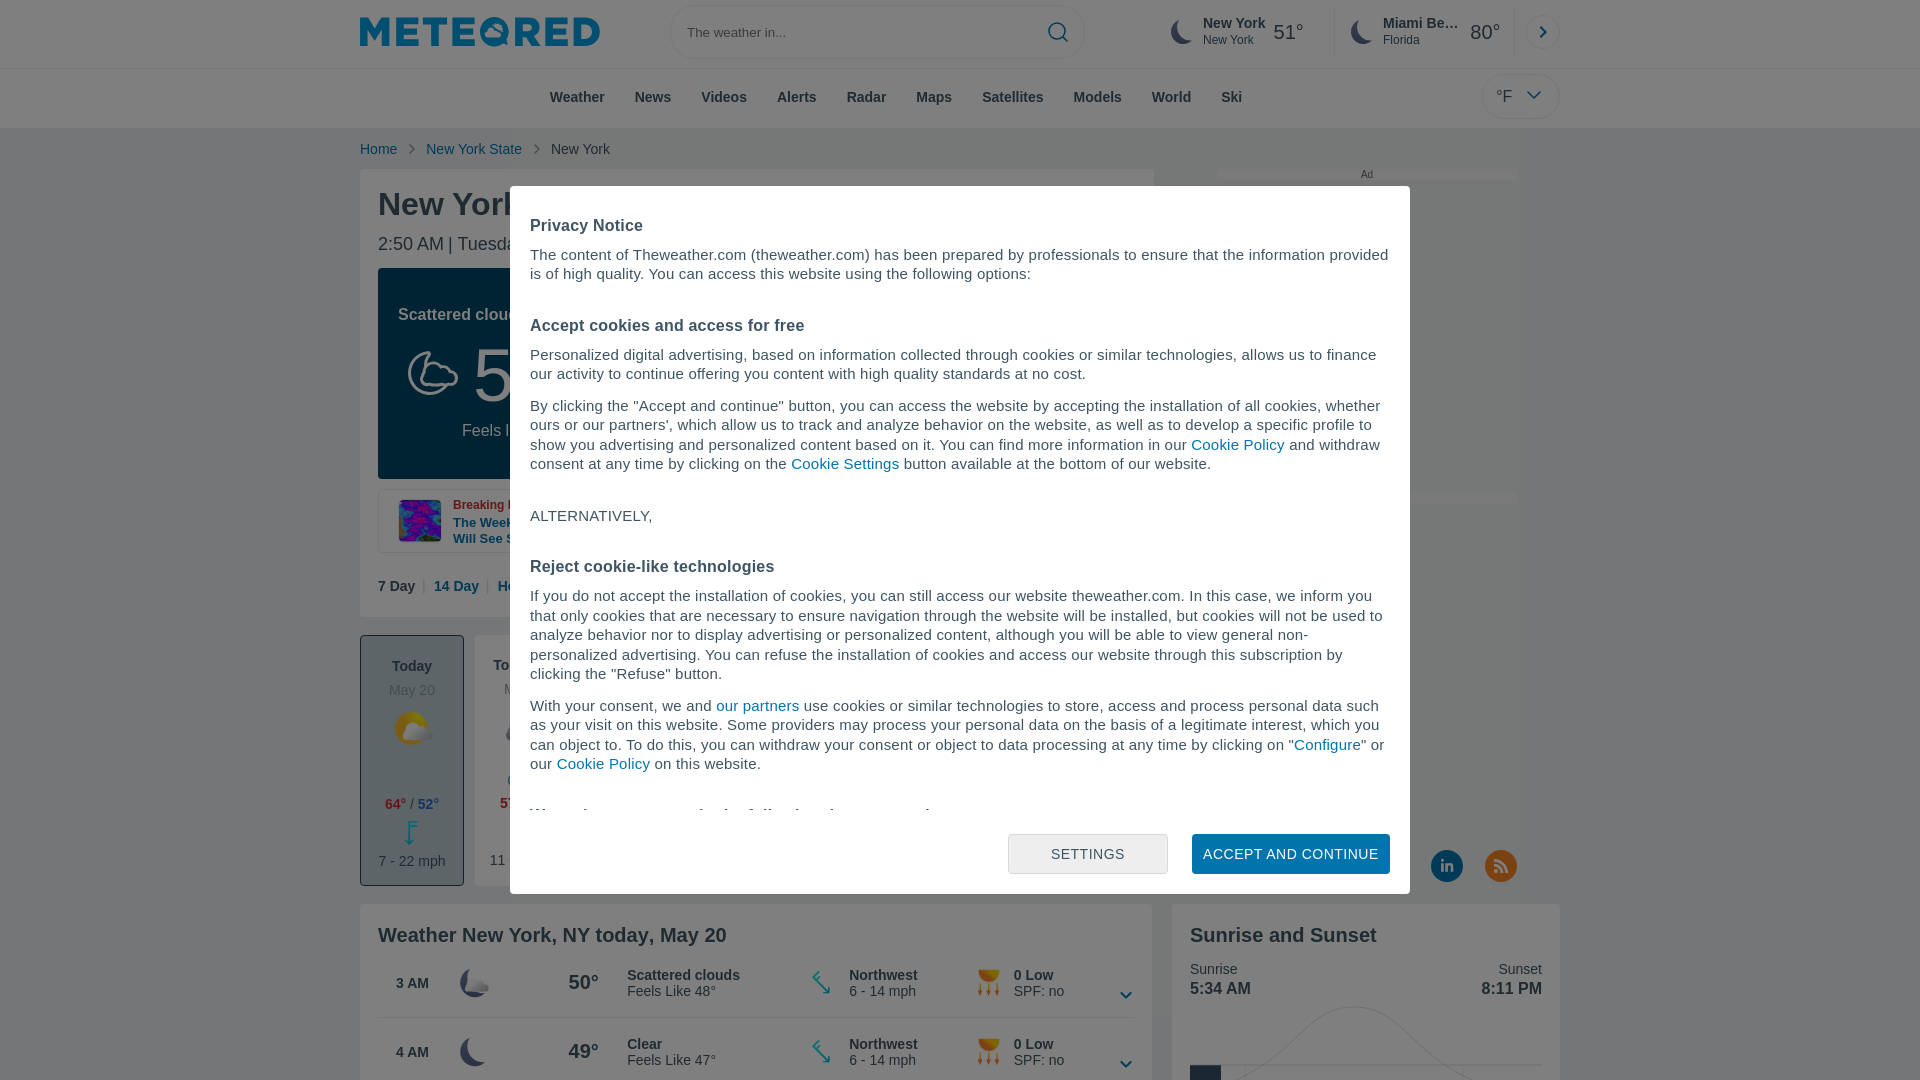 METEORED
The weather in...
New York
New York
51°
Miami Be...
Florida
80°
Weather News Videos Alerts Radar Maps Satellites Models World Ski
°F
Home New York State New York
Ad
New York
2:50 AM | Tuesda
Scattered clou
5
Feels l
Breaking
The Week
Will See S
7 Day 14 Day Ho
Privacy Notice
The content of Theweather.com (theweather.com) has been prepared by professionals to ensure that the information provided
is of high quality. You can access this website using the following options:
Accept cookies and access for free
Personalized digital advertising, based on information collected through cookies or similar technologies, allows us to finance
our activity to continue offering you content with high quality standards at no cost.
By clicking the "Accept and continue" button, you can access the website by accepting the installation of all cookies, whether
ours or our partners', which allow us to track and analyze behavior on the website, as well as to develop a specific profile to
show you advertising and personalized content based on it. You can find more information in our Cookie Policy and withdraw
consent at any time by clicking on the Cookie Settings button available at the bottom of our website.
ALTERNATIVELY,
Reject cookie-like technologies
If you do not accept the installation of cookies, you can still access our website theweather.com. In this case, we inform you
that only cookies that are necessary to ensure navigation through the website will be installed, but cookies will not be used to
analyze behavior nor to display advertising or personalized content, although you will be able to view general non-
personalized advertising. You can refuse the installation of cookies and access our website through this subscription by
clicking the "Refuse" button.
With your consent, we and our partners use cookies or similar technologies to store, access and process personal data such
as your visit on this website. Some providers may process your personal data on the basis of a legitimate interest, which you
can object to. To do this, you can withdraw your consent or object to data processing at any time by clicking on "Configure" or
our Cookie Policy on this website.
SETTINGS
ACCEPT AND CONTINUE
Today
May 20
64° / 52°
7 - 22 mph
To
M
57
11
in
Weather New York, NY today, May 20
3 AM
50°
Scattered clouds
Feels Like 48°
Northwest
6 - 14 mph
0 Low
SPF: no
4 AM
49°
Clear
Feels Like 47°
Northwest
6 - 14 mph
0 Low
SPF: no
Sunrise and Sunset
Sunrise
5:34 AM
Sunset
8:11 PM